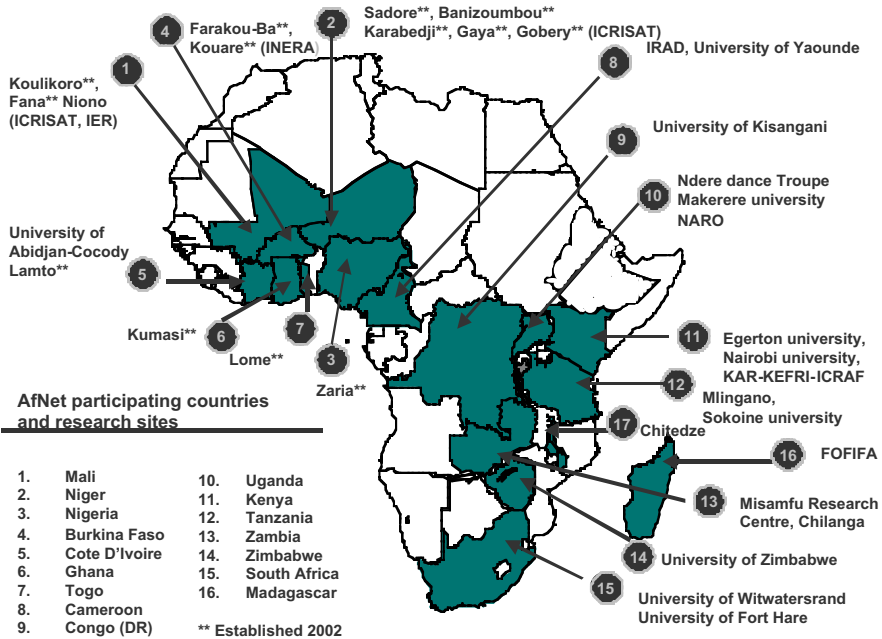 4
Farakou-Ba**,
Kouare** (INERA)
2
Sadore**, Banizoumbou**
Karabedji**, Gaya**, Gobery** (ICRISAT)
8
IRAD, University of Yaounde
1
Koulikoro**,
Fana** Niono
(ICRISAT, IER)
9
University of Kisangani
10
Ndere dance Troupe
Makerere university
NARO
University of
Abidjan-Cocody
Lamto**
5
Kumasi**
6
7
Lome**
3
Zaria**
11
Egerton university,
Nairobi university,
KAR-KEFRI-ICRAF
12
Mlingano,
Sokoine university
17
Chitedze
16
FOFIFA
13
Misamfu Research
Centre, Chilanga
14
University of Zimbabwe
15
University of Witwatersrand
University of Fort Hare
AfNet participating countries
and research sites
1. Mali
2. Niger
3. Nigeria
4. Burkina Faso
5. Cote D'Ivoire
6. Ghana
7. Togo
8. Cameroon
9. Congo (DR)
10. Uganda
11. Kenya
12. Tanzania
13. Zambia
14. Zimbabwe
15. South Africa
16. Madagascar
** Established 2002